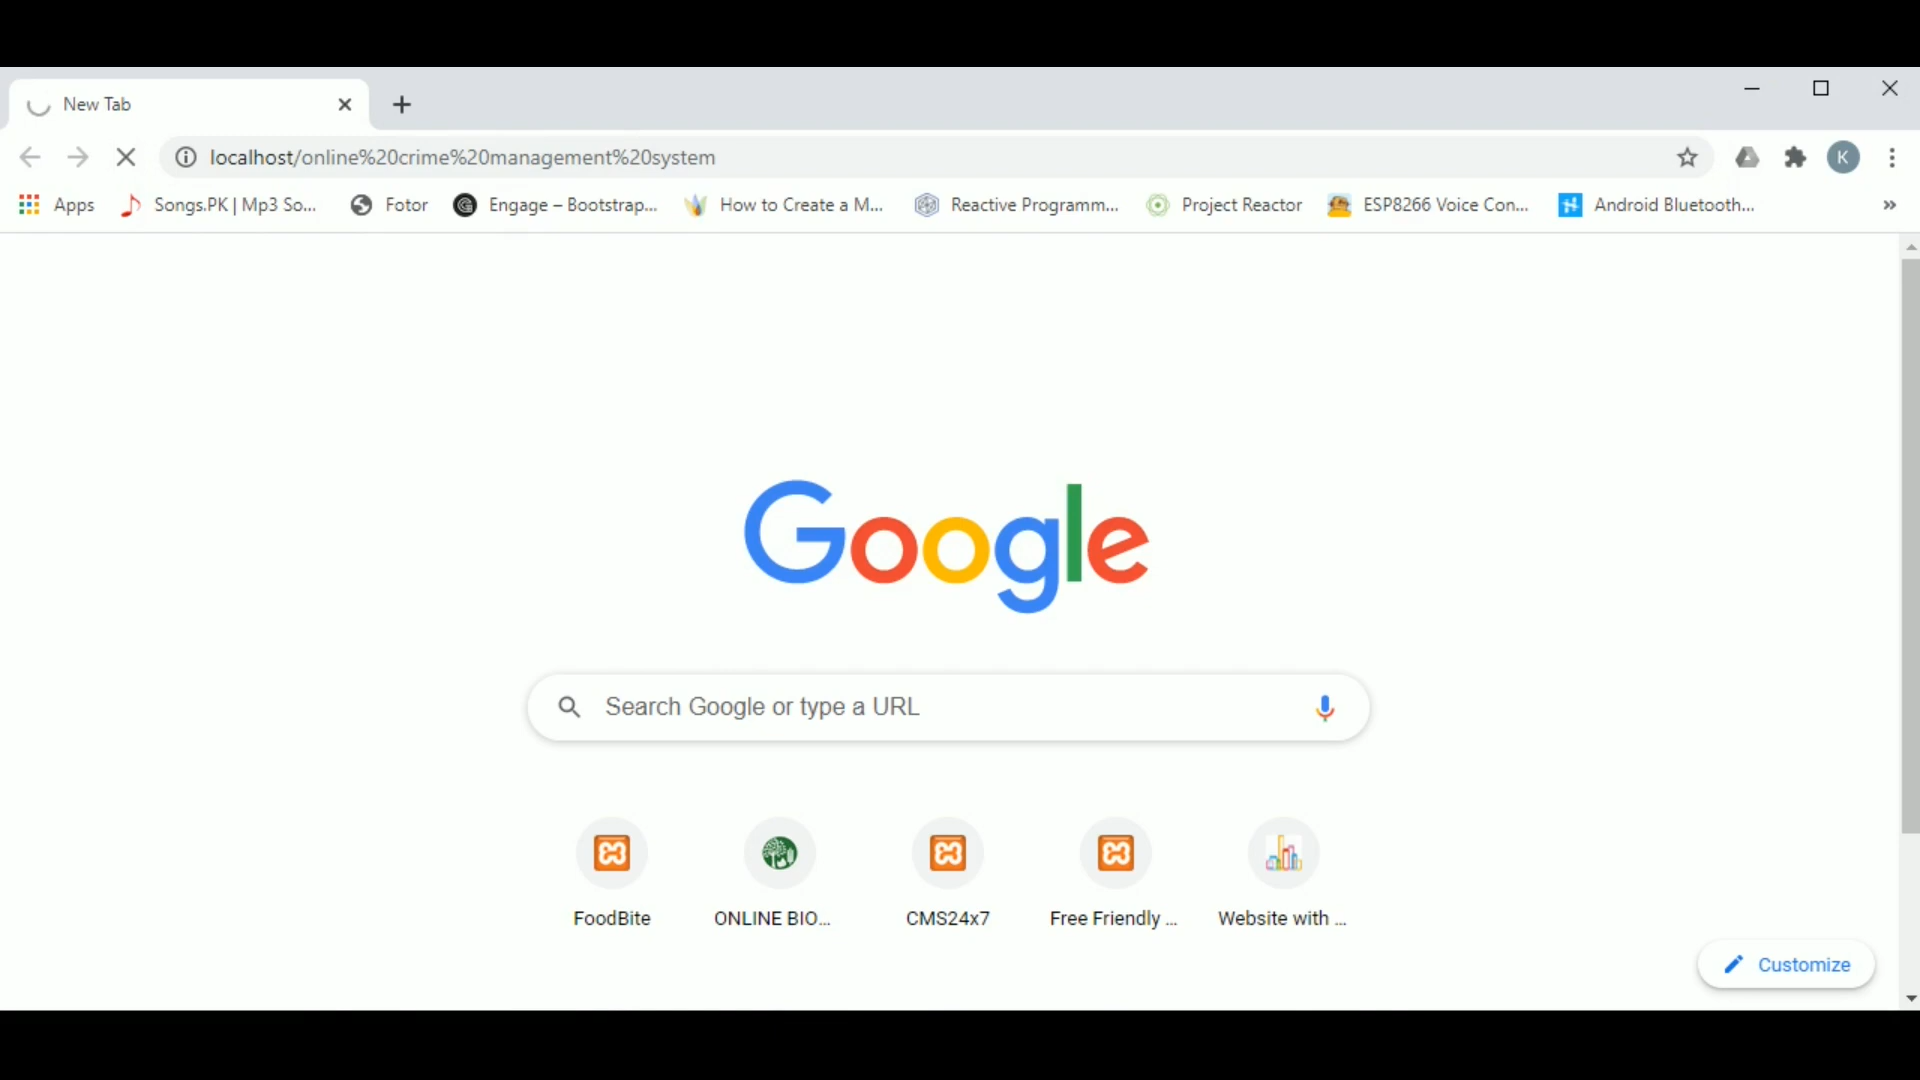 New Tab
localhost/online%20crime%20management%20system
K
Apps
Songs.PK | Mp3 So...
Fotor
Engage – Bootstrap...
How to Create a M...
Reactive Programm...
Project Reactor
ESP8266 Voice Con...
Android Bluetooth...
»
Google
Search Google or type a URL
FoodBite
ONLINE BIO...
CMS24x7
Free Friendly ...
Website with ...
Customize